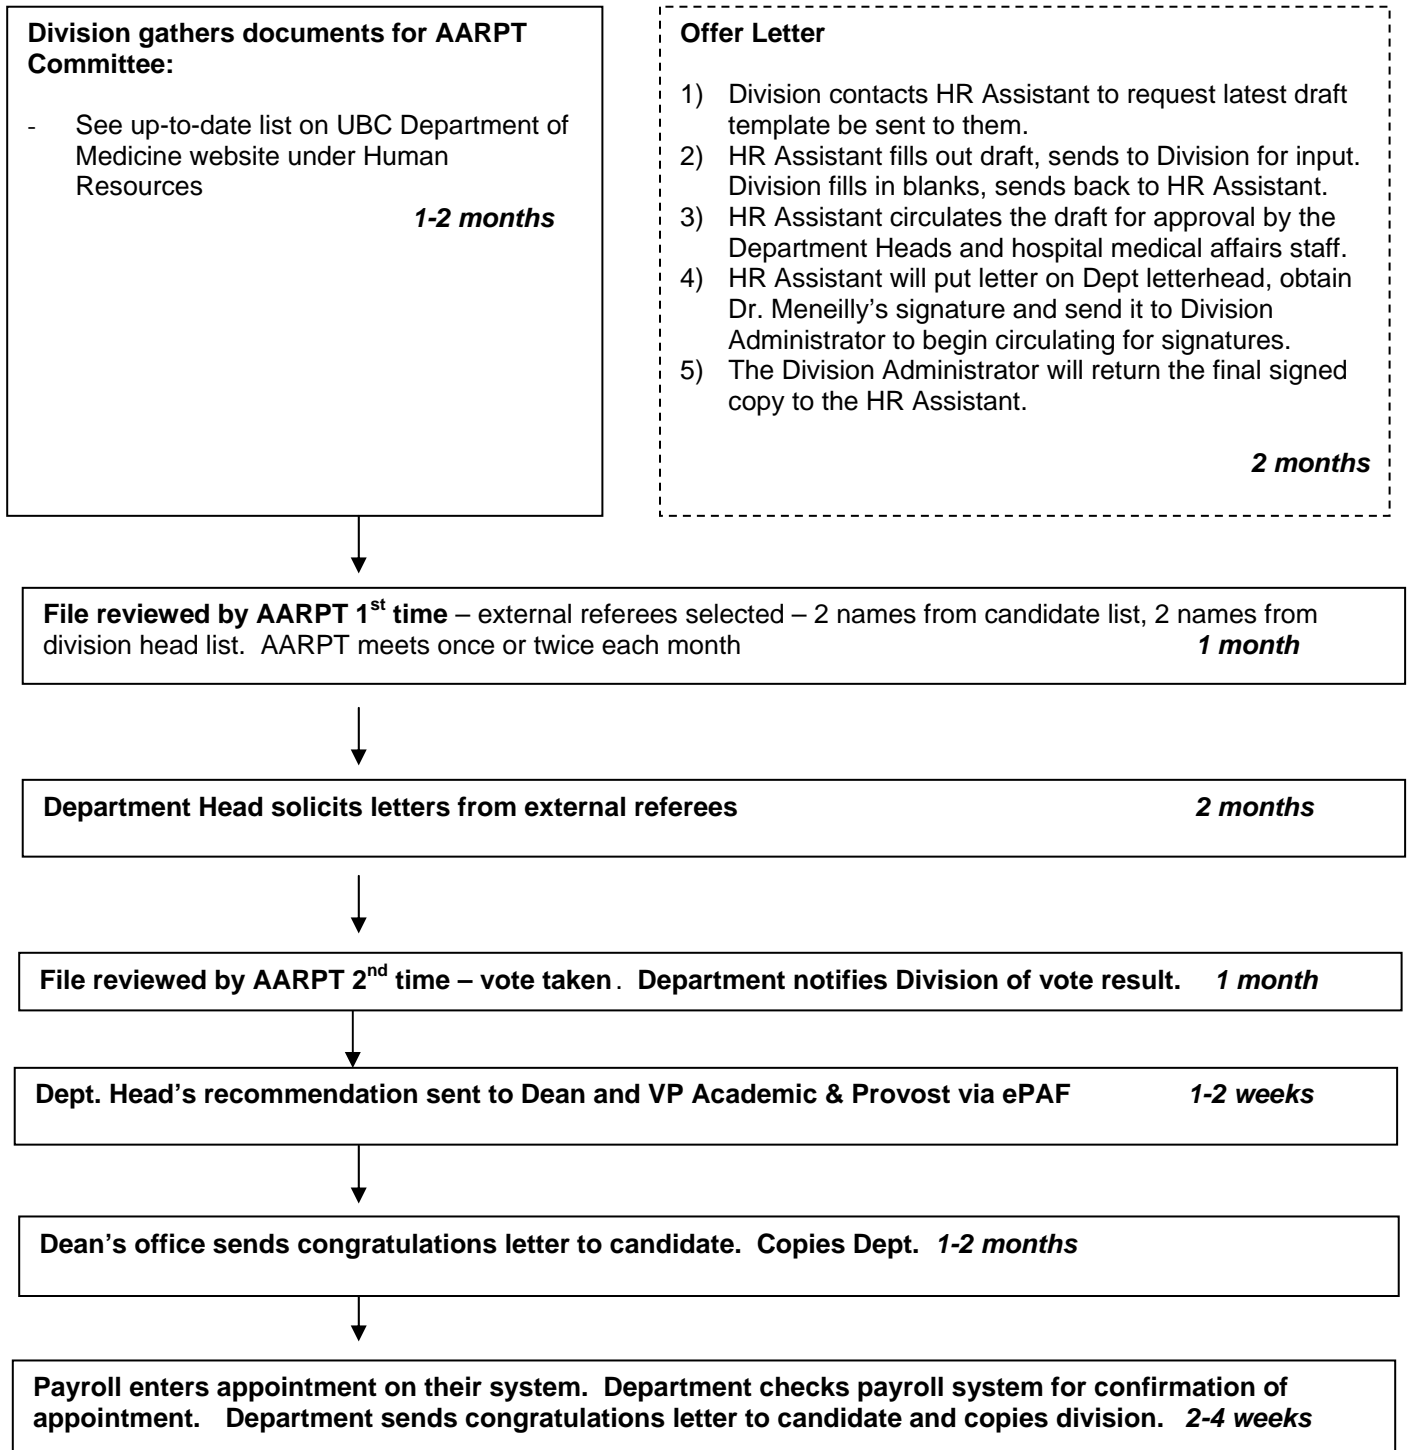 Division gathers documents for AARPT
Committee:
- See up-to-date list on UBC Department of
Medicine website under Human
Resources
1-2 months
Offer Letter
1) Division contacts HR Assistant to request latest draft
template be sent to them.
2) HR Assistant fills out draft, sends to Division for input.
Division fills in blanks, sends back to HR Assistant.
3) HR Assistant circulates the draft for approval by the
Department Heads and hospital medical affairs staff.
4) HR Assistant will put letter on Dept letterhead, obtain
Dr. Meneilly's signature and send it to Division
Administrator to begin circulating for signatures.
5) The Division Administrator will return the final signed
copy to the HR Assistant.
2 months
File reviewed by AARPT 1st time – external referees selected – 2 names from candidate list, 2 names from
division head list. AARPT meets once or twice each month 1 month
Department Head solicits letters from external referees 2 months
File reviewed by AARPT 2nd time – vote taken. Department notifies Division of vote result. 1 month
Dept. Head's recommendation sent to Dean and VP Academic & Provost via ePAF 1-2 weeks
Dean's office sends congratulations letter to candidate. Copies Dept. 1-2 months
Payroll enters appointment on their system. Department checks payroll system for confirmation of
appointment. Department sends congratulations letter to candidate and copies division. 2-4 weeks